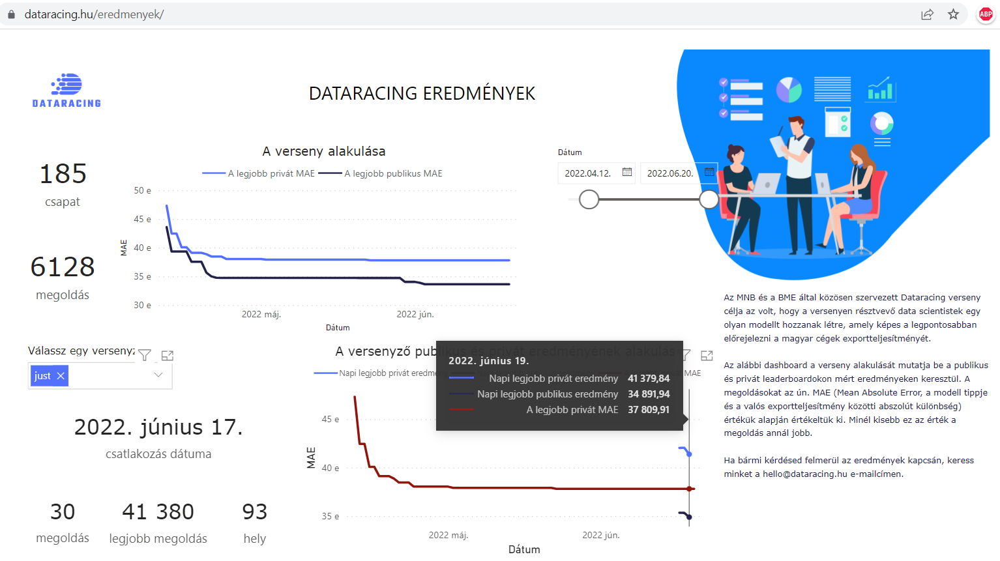 dataracing.hu/eredmenyek/
ABP
DATARACING
DATARACING EREDMÉNYEK
185
csapat
6128
megoldás
A verseny alakulása
A legjobb privát MAE
A legjobb publikus MAE
MAE
50 e
45 e
40 e
35 e
30 e
2022 máj.
2022 jún.
Dátum
Dátum
2022.04.12.
2022.06.20.
Az MNB és a BME által közösen szervezett Dataracing verseny
célja az volt, hogy a versenyen résztvevő data scientistek egy
olyan modellt hozzanak létre, amely képes a legpontosabban
előrejelezni a magyar cégek exportteljesítményét.
Az alábbi dashboard a verseny alakulását mutatja be a publikus
és privát leaderboardokon mért eredményeken keresztül. A
megoldásokat az ún. MAE (Mean Absolute Error, a modell tippje
és a valós exportteljesítmény közötti abszolút különbség)
értékük alapján értékeltük ki. Minél kisebb ez az érték a
megoldás annál jobb.
Ha bármi kérdésed felmerül az eredmények kapcsán, keress
minket a hello@dataracing.hu e-mailcímen.
Válassz egy versenyz
just
2022. június 17.
csatlakozás dátuma
30
megoldás
41 380
legjobb megoldás
93
hely
A versenyző publikus és privát eredményének alakulás
Napi legjobb privát eredmén
MAE
2022. június 19.
Napi legjobb privát eredmény 41 379,84
Napi legjobb publikus eredmény 34 891,94
A legjobb privát MAE 37 809,91
MAE
45 e
40 e
35 e
2022 máj.
2022 jún.
Dátum